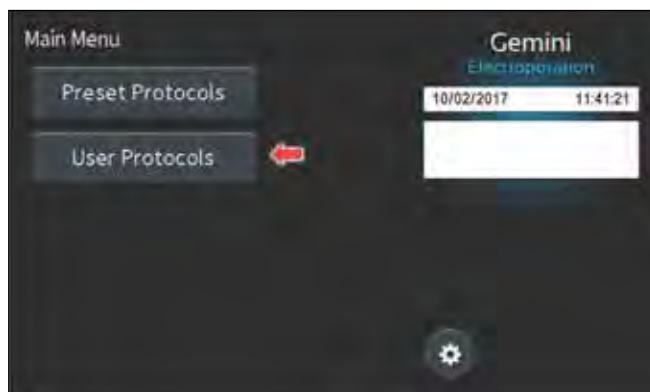 Main Menu
Gemini
Electroporation
Preset Protocols
10/02/2017 11:41:21
User Protocols